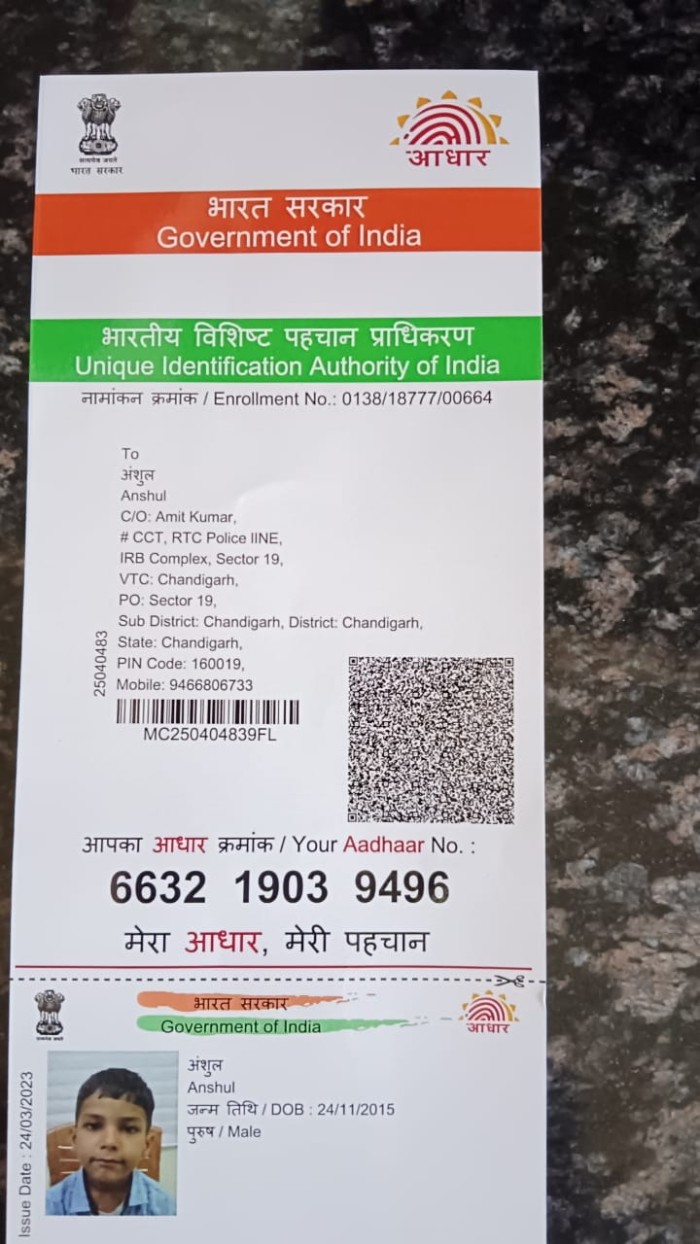 सत्यमेव जयते
भारत सरकार
आधार
भारत सरकार
Government of India
भारतीय विशिष्ट पहचान प्राधिकरण
Unique Identification Authority of India
नामांकन क्रमांक / Enrollment No.: 0138/18777/00664
To
अंशुल
Anshul
C/O: Amit Kumar,
# CCT, RTC Police IINE,
IRB Complex, Sector 19,
VTC: Chandigarh,
PO: Sector 19,
Sub District: Chandigarh, District: Chandigarh,
State: Chandigarh,
PIN Code: 160019,
Mobile: 9466806733
25040483
MC250404839FL
आपका आधार क्रमांक / Your Aadhaar No. :
6632 1903 9496
मेरा आधार, मेरी पहचान
भारत सरकार
Government of India
आधार
अंशुल
Anshul
जन्म तिथि / DOB : 24/11/2015
पुरुष / Male
Issue Date : 24/03/2023